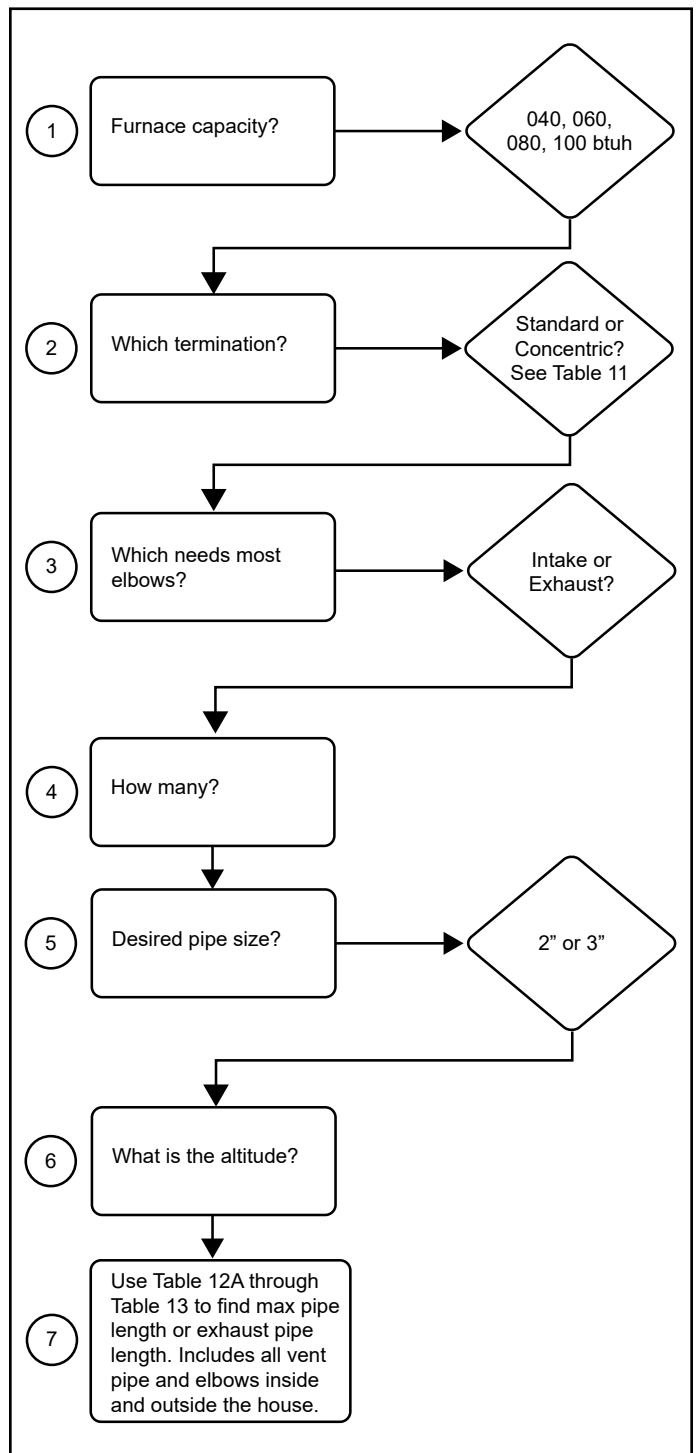 1
Furnace capacity?
040, 060,
080, 100 btuh
2
Which termination?
Standard or
Concentric?
See Table 11
3
Which needs most
elbows?
Intake or
Exhaust?
4
How many?
5
Desired pipe size?
2” or 3”
6
What is the altitude?
7
Use Table 12A through
Table 13 to find max pipe
length or exhaust pipe
length. Includes all vent
pipe and elbows inside
and outside the house.